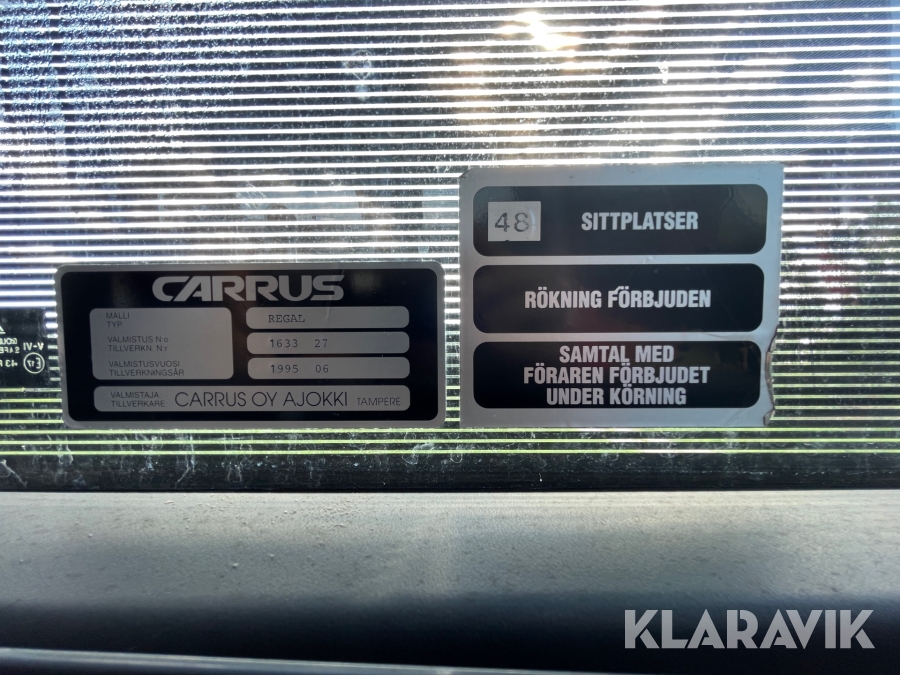 CARRUS
MALLI
TYP
REGAL
VALMISTUS N:o
TILLVERKN. N:r
1633 27
VALMISTUSVUOSI
TILLVERKNINGSÅR
1995 06
VALMISTAJA
TILLVERKARE
CARRUS OY AJOKKI TAMPERE
48 SITTPLATSER
RÖKNING FÖRBJUDEN
SAMTAL MED
FÖRAREN FÖRBJUDET
UNDER KÖRNING
KLARAVIK